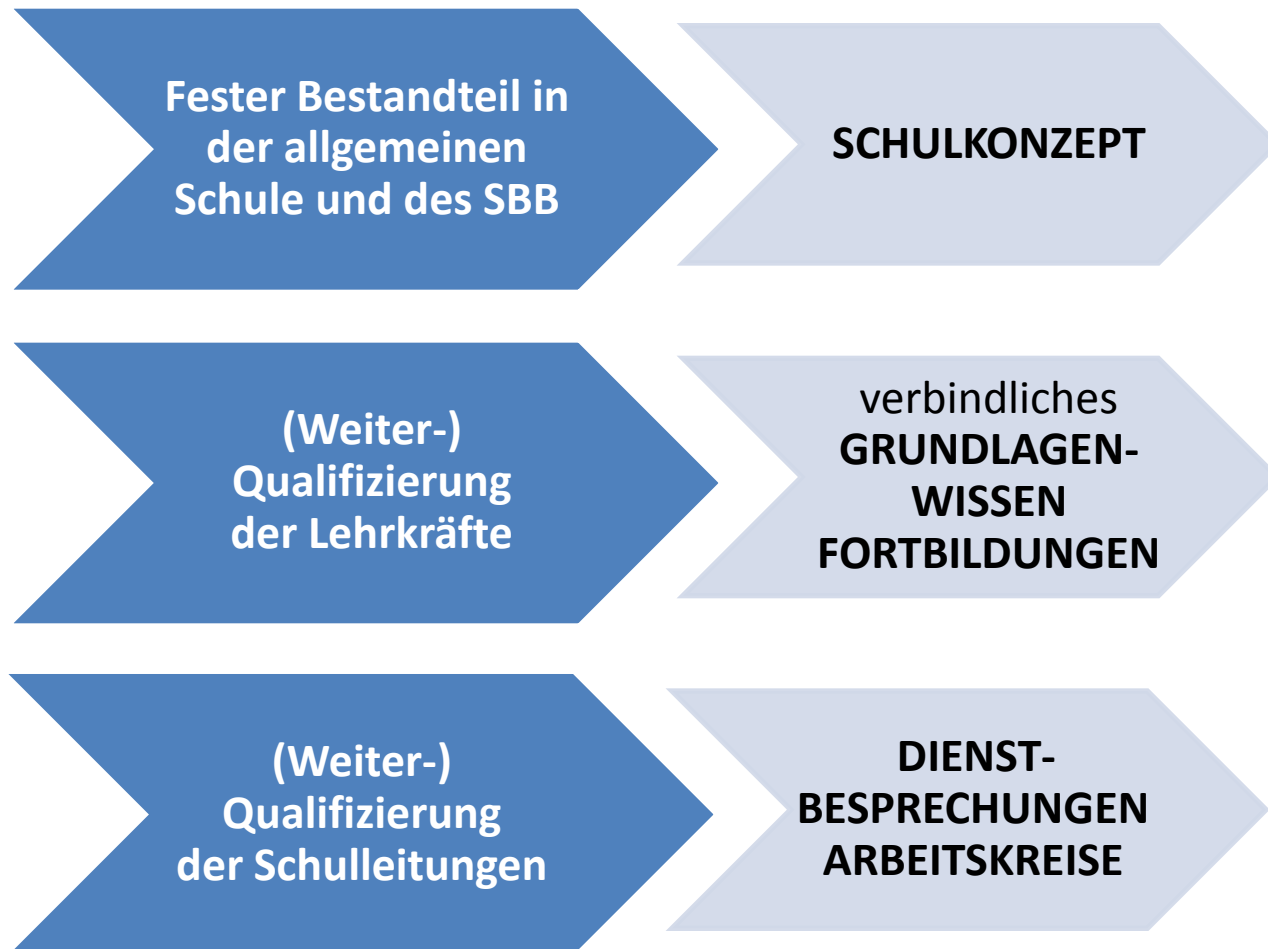 Fester Bestandteil in
der allgemeinen
Schule und des SBB
SCHULKONZEPT
(Weiter-)
Qualifizierung
der Lehrkräfte
verbindliches
GRUNDLAGEN-
WISSEN
FORTBILDUNGEN
(Weiter-)
Qualifizierung
der Schulleitungen
DIENST-
BESPRECHUNGEN
ARBEITSKREISE